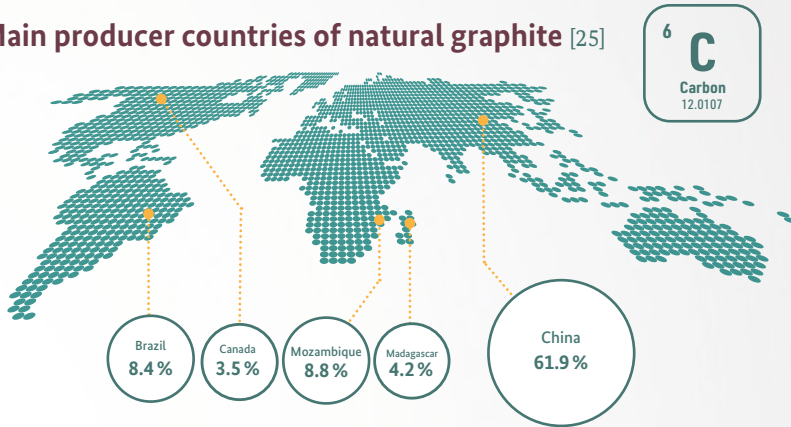 Main producer countries of natural graphite [25]
6
C
Carbon
12.0107
Brazil
8.4 %
Canada
3.5 %
Mozambique
8.8 %
Madagascar
4.2 %
China
61.9 %